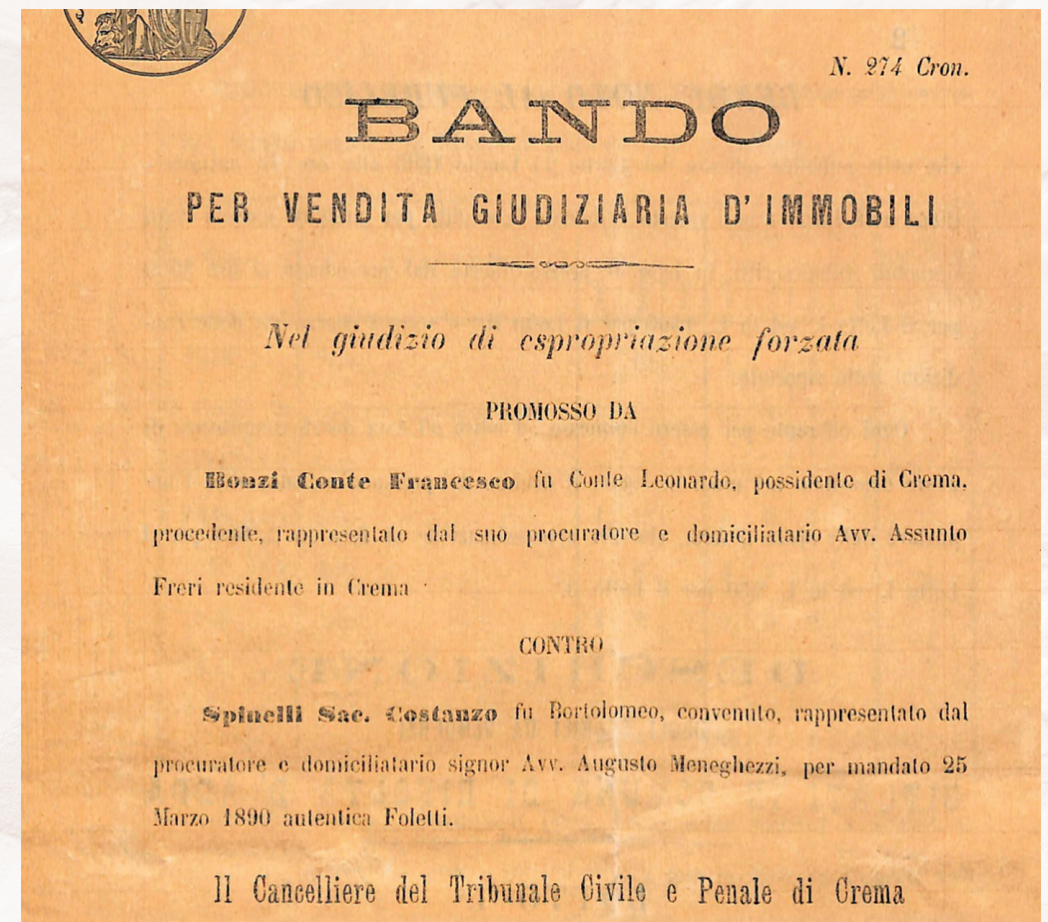 N. 274 Cron.
BANDO
PER VENDITA GIUDIZIARIA D'IMMOBILI
Nel giudizio di espropriazione forzata
PROMOSSO DA
Bonzi Conte Francesco fu Conte Leonardo, possidente di Crema,
procedente, rappresentato dal suo procuratore e domiciliatario Avv. Assunto
Freri residente in Crema
CONTRO
Spinelli Sac. Costanzo fu Bortolomeo, convenuto, rappresentato dal
procuratore e domiciliatario signor Avv. Augusto Meneghezzi, per mandato 25
Marzo 1890 autentica Foletti.
Il Cancelliere del Tribunale Civile e Penale di Crema